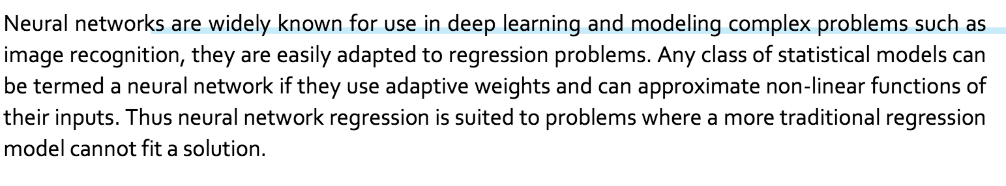 Neural networks are widely known for use in deep learning and modeling complex problems such as
image recognition, they are easily adapted to regression problems. Any class of statistical models can
be termed a neural network if they use adaptive weights and can approximate non-linear functions of
their inputs. Thus neural network regression is suited to problems where a more traditional regression
model cannot fit a solution.